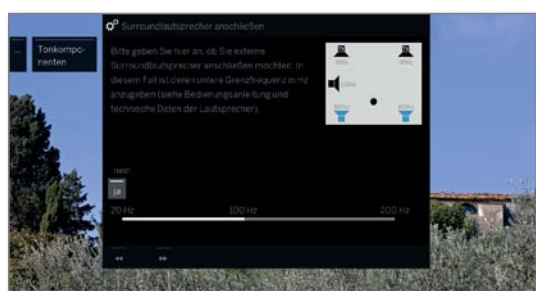 Surroundlautsprecher anschließen
...
Tonkompo-
nenten
Bitte geben Sie hier an, ob Sie externe
Surroundlautsprecher anschließen möchten. In
diesem Fall ist deren untere Grenzfrequenz in Hz
anzugeben (siehe Bedienungsanleitung und
technische Daten der Lautsprecher).
nein
ja
20 Hz 100 Hz 200 Hz